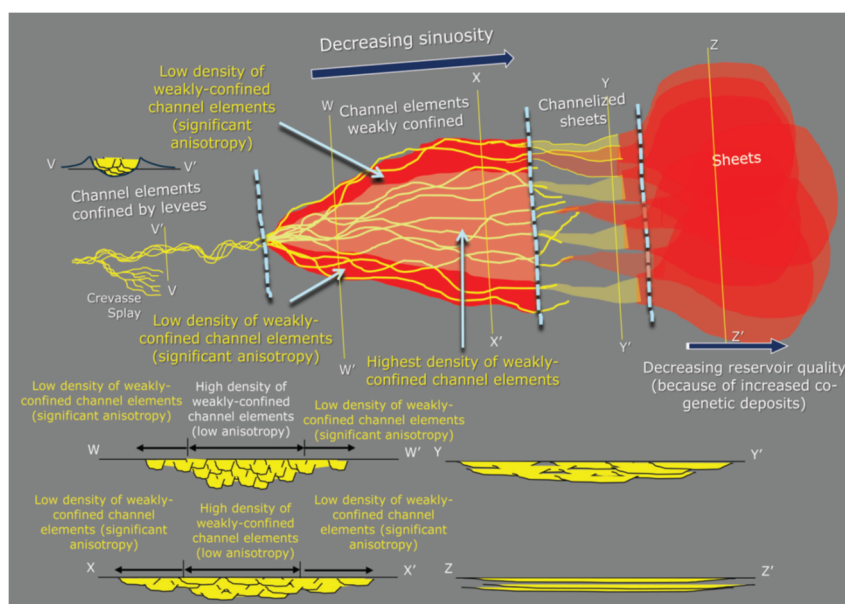 Decreasing sinuosity
Z
Low density of
weakly-confined
channel elements
(significant
anisotropy)
X
Y
W
Channel elements
weakly confined
Channelized
sheets
Sheets
V
V'
Channel elements
confined by levees
V'
V
Crevasse
Splay
Low density of weakly-
confined channel elements
(significant anisotropy)
W'
X'
Y'
Z'
Highest density of weakly-
confined channel elements
Decreasing reservoir quality
(because of increased co-
genetic deposits)
Low density of weakly-
confined channel elements
(significant anisotropy)
High density of
weakly-confined
channel elements
(low anisotropy)
Low density of weakly-
confined channel elements
(significant anisotropy)
W
W'
Y
Y'
Low density of weakly-
confined channel
elements (significant
anisotropy)
High density of
weakly-confined
channel elements
(low anisotropy)
Low density of weakly-
confined channel
elements (significant
anisotropy)
X
X'
Z
Z'